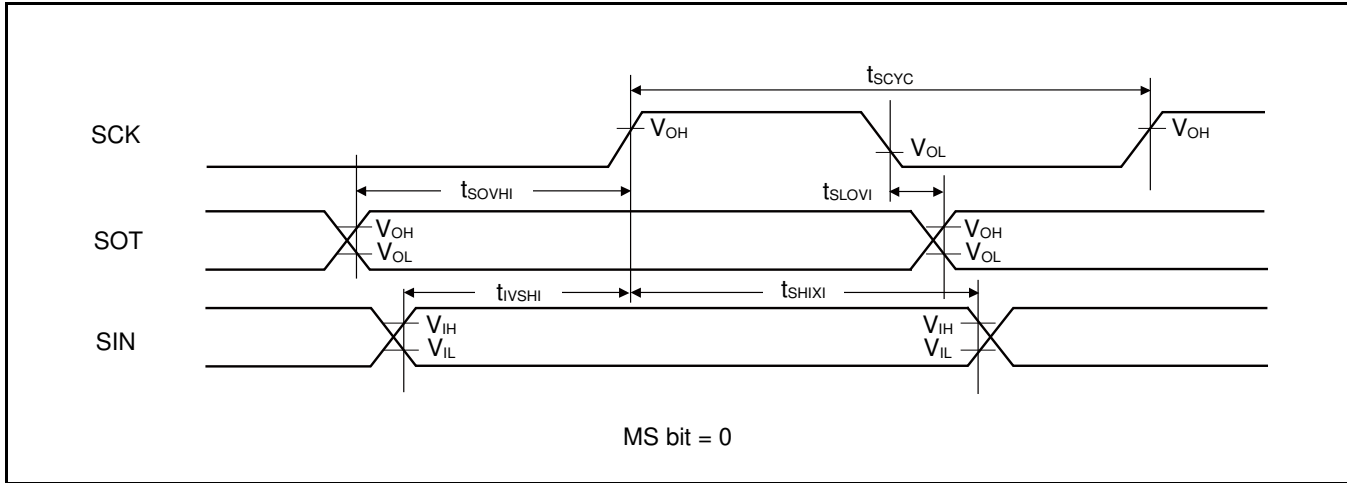 tSCYC
SCK
VOH
VOL
VOH
tSOVHI
tSLOVI
SOT
VOH
VOL
VOH
VOL
tIVSHI
tSHIXI
SIN
VIH
VIL
VIH
VIL
MS bit = 0